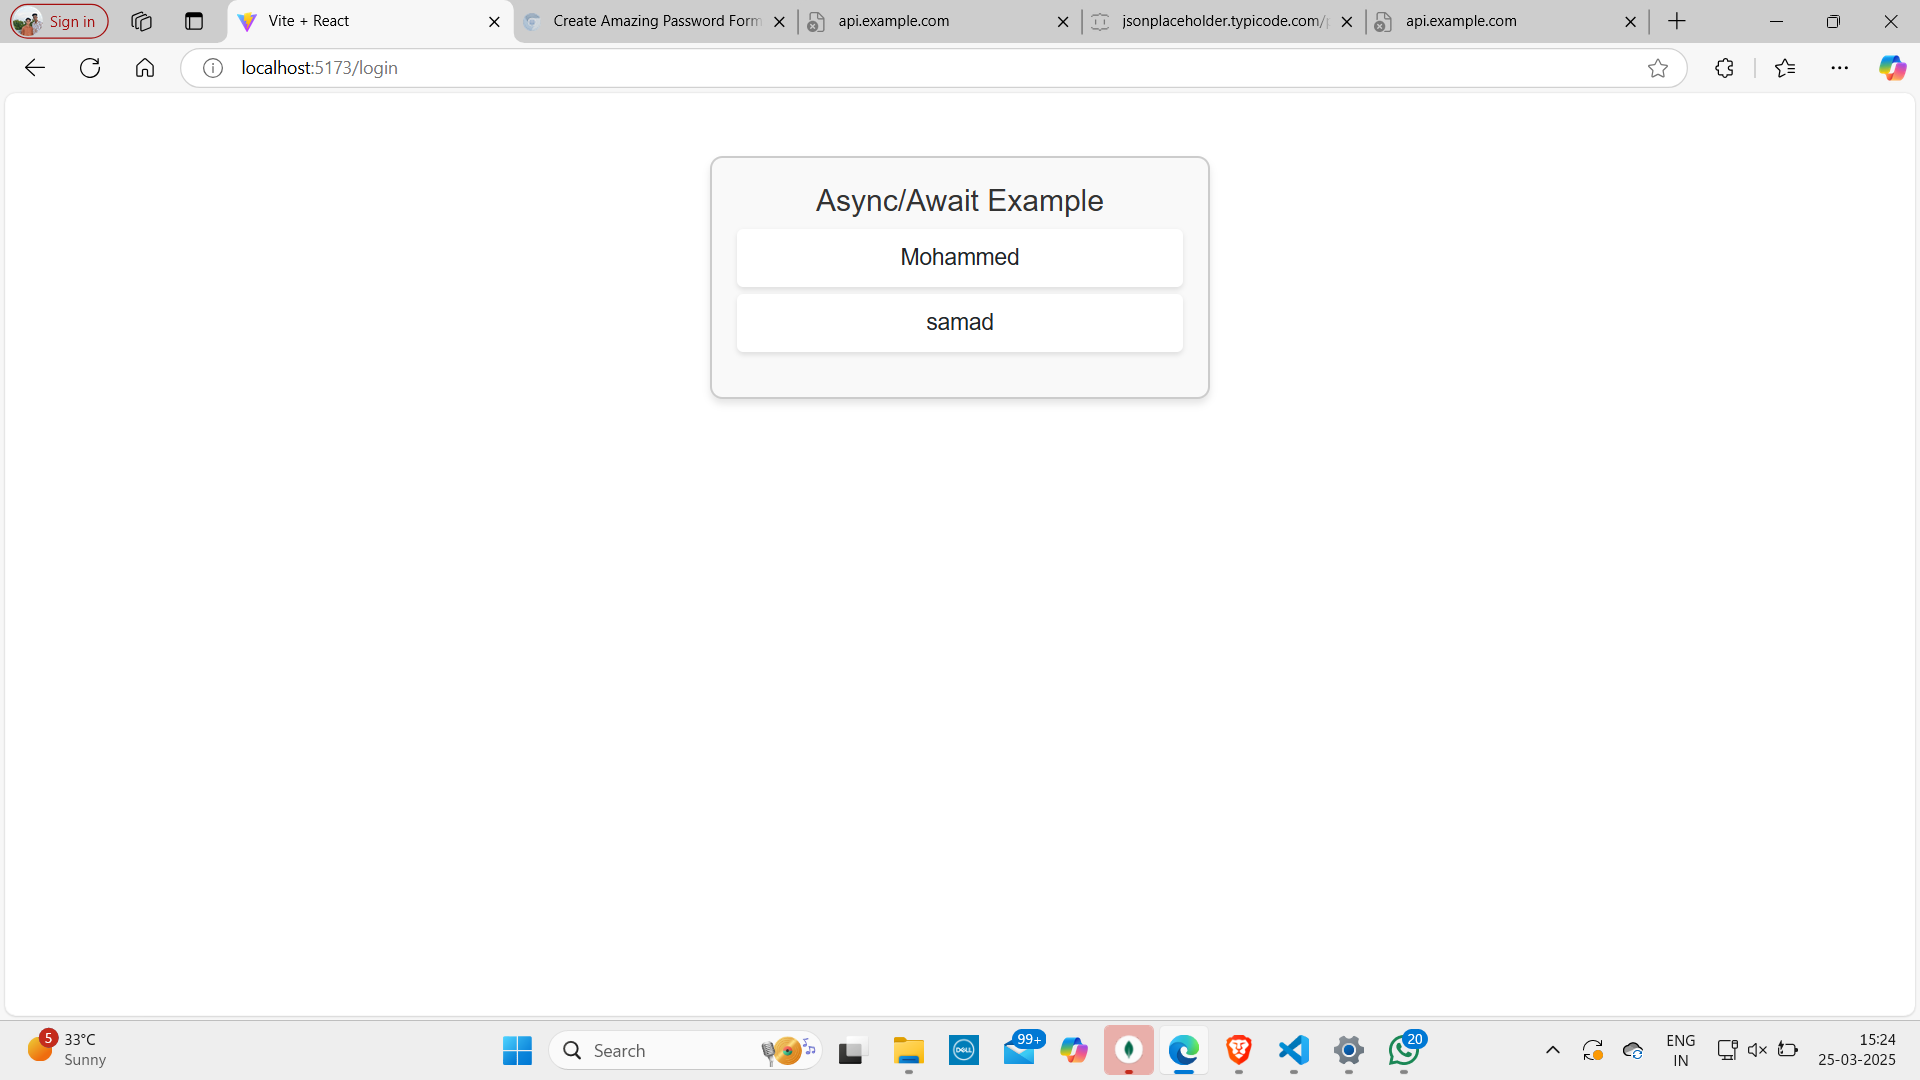 Sign in
Vite + React
Create Amazing Password Form
api.example.com
jsonplaceholder.typicode.com/p
api.example.com
localhost:5173/login
Async/Await Example
Mohammed
samad
5
33°C
Sunny
Search
DELL
99+
20
ENG
IN
15:24
25-03-2025